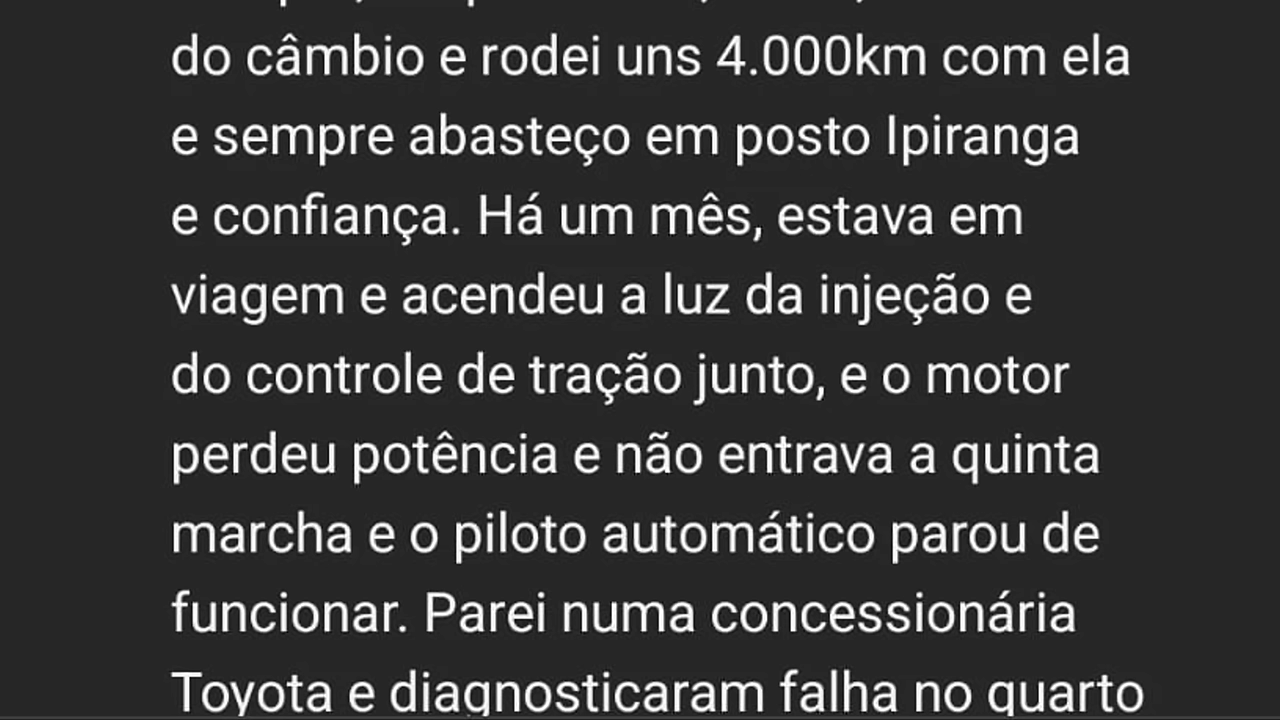 do câmbio e rodei uns 4.000km com ela
e sempre abasteço em posto Ipiranga
e confiança. Há um mês, estava em
viagem e acendeu a luz da injeção e
do controle de tração junto, e o motor
perdeu potência e não entrava a quinta
marcha e o piloto automático parou de
funcionar. Parei numa concessionária
Toyota e diagnosticaram falha no quarto